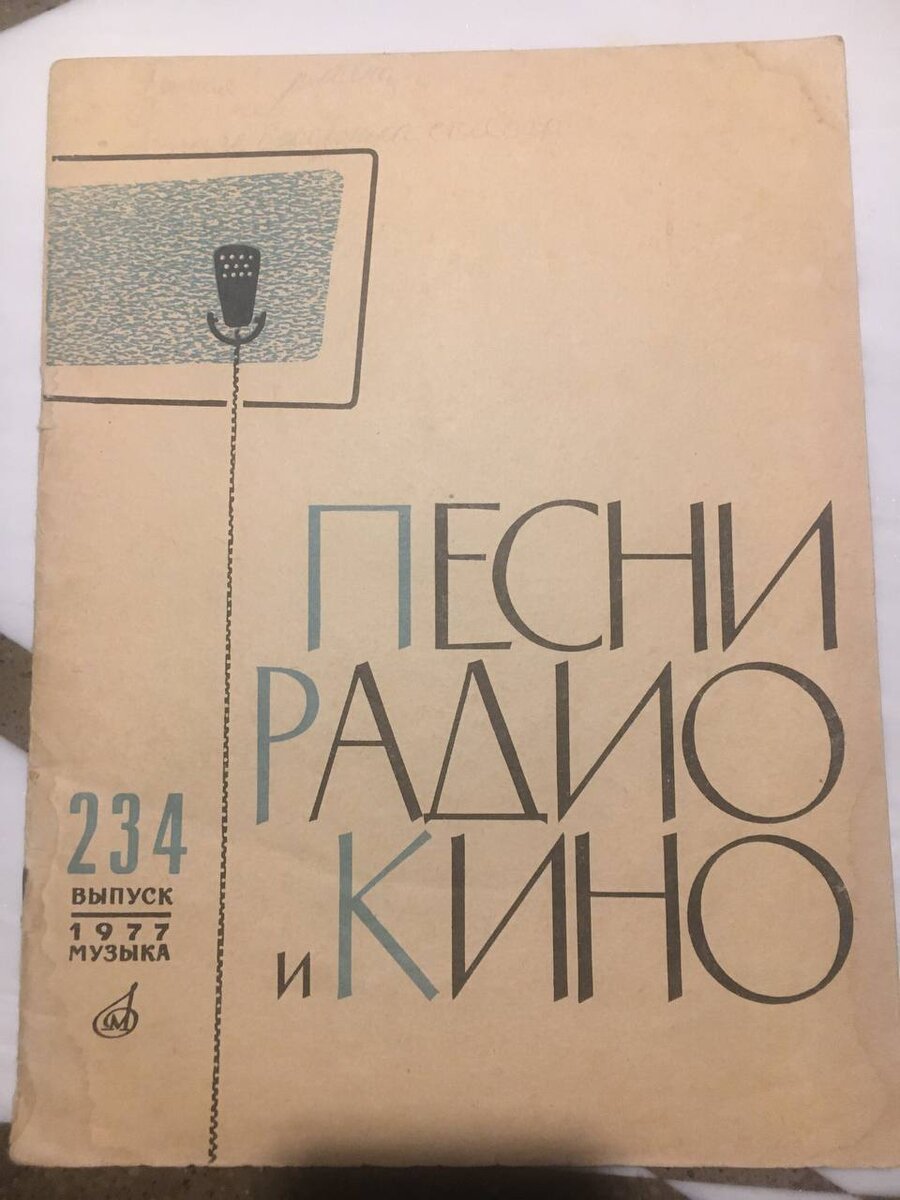 ПЕСНИ
РАДИО
и КИНО
234
ВЫПУСК
1977
МУЗЫКА
М